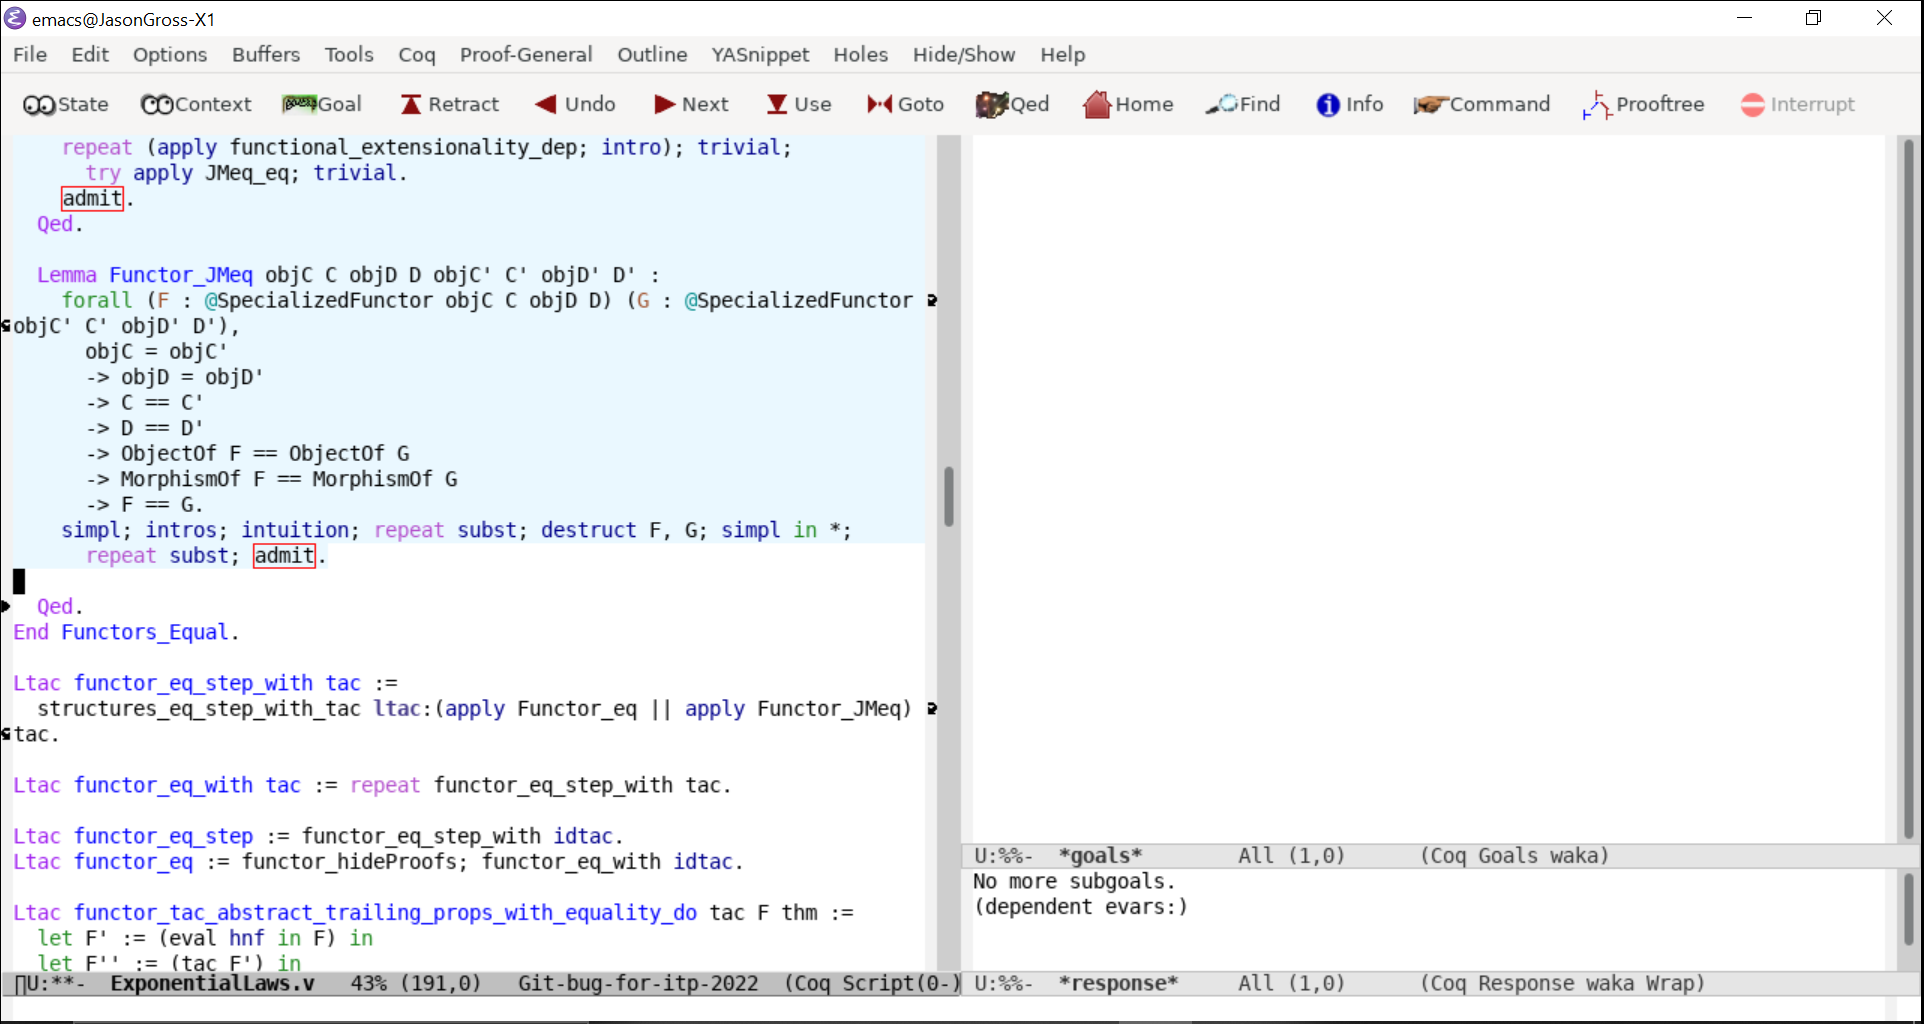 emacs@JasonGross-X1
File Edit Options Buffers Tools Coq Proof-General Outline YASnippet Holes Hide/Show Help
State Context Goal Retract Undo Next Use Goto Qed Home Find Info Command Prooftree Interrupt
repeat (apply functional_extensionality_dep; intro); trivial;
try apply JMeq_eq; trivial.
admit.
Qed.
Lemma Functor_JMeq objC C objD D objC' C' objD' D' :
forall (F : @SpecializedFunctor objC C objD D) (G : @SpecializedFunctor
objC' C' objD' D'),
objC = objC'
-> objD = objD'
-> C == C'
-> D == D'
-> ObjectOf F == ObjectOf G
-> MorphismOf F == MorphismOf G
-> F == G.
simpl; intros; intuition; repeat subst; destruct F, G; simpl in *;
repeat subst; admit.
Qed.
End Functors_Equal.
Ltac functor_eq_step_with tac :=
structures_eq_step_with_tac ltac:(apply Functor_eq || apply Functor_JMeq)
tac.
Ltac functor_eq_with tac := repeat functor_eq_step_with tac.
Ltac functor_eq_step := functor_eq_step_with idtac.
Ltac functor_eq := functor_hideProofs; functor_eq_with idtac.
Ltac functor_tac_abstract_trailing_props_with_equality_do tac F thm :=
let F' := (eval hnf in F) in
let F'' := (tac F') in
U:**- ExponentialLaws.v 43% (191,0) Git-bug-for-itp-2022 (Coq Script(0-)
U:%%- *goals* All (1,0) (Coq Goals waka)
No more subgoals.
(dependent evars:)
U:%%- *response* All (1,0) (Coq Response waka Wrap)